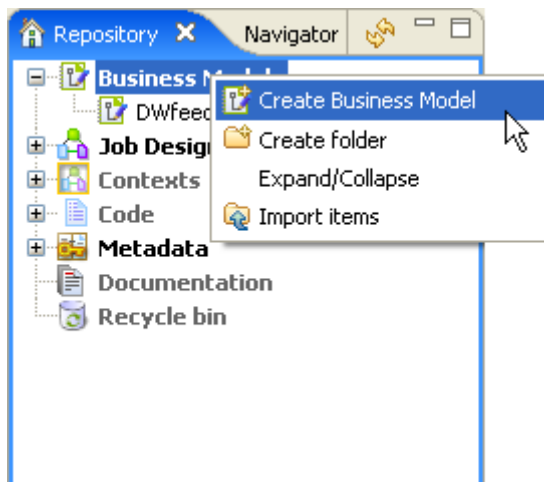 Repository
Navigator
Business
Create Business Model
DWfeed
Create folder
Job Desig
Contexts
Expand/Collapse
Code
Import items
Metadata
Documentation
Recycle bin